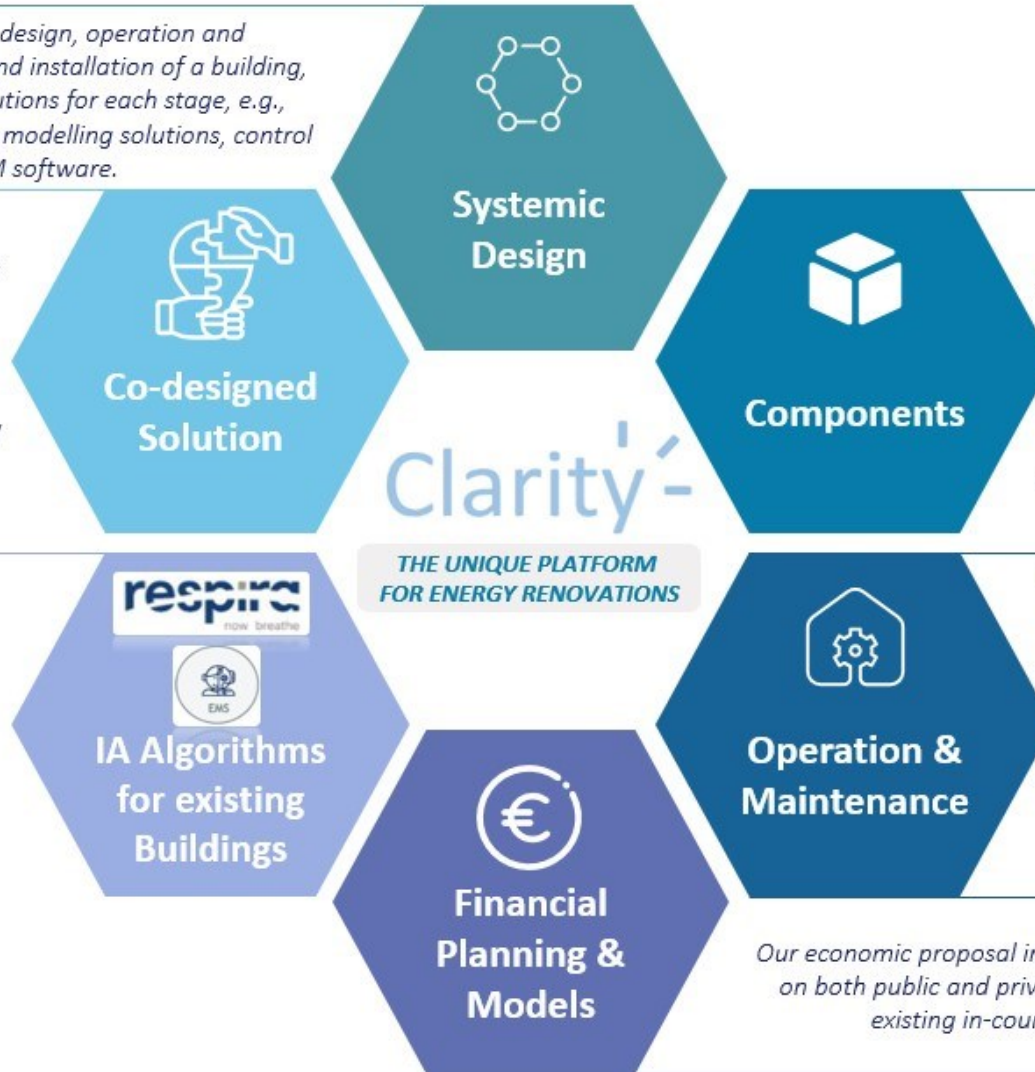 design, operation and
nd installation of a building,
utions for each stage, e.g.,
modelling solutions, control
M software.
Systemic
Design
Co-designed
Solution
Components
Clarity
THE UNIQUE PLATFORM
FOR ENERGY RENOVATIONS
respira
now breathe
EMS
IA Algorithms
for existing
Buildings
Operation &
Maintenance
€
Financial
Planning &
Models
Our economic proposal in
on both public and priv
existing in-coun